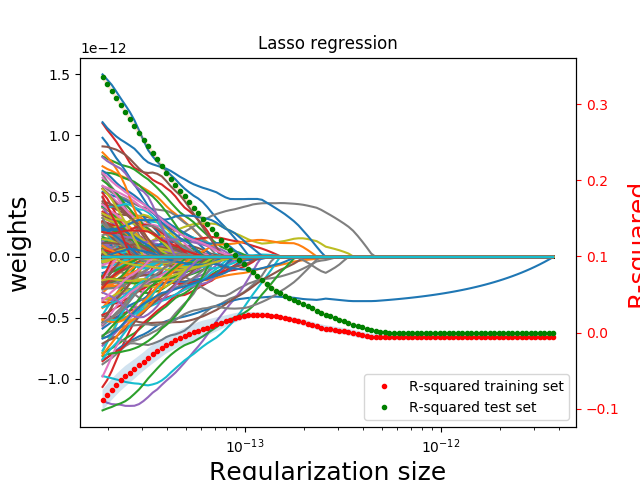 Lasso regression
1e−12
1.5
1.0
0.5
0.0
−0.5
−1.0
weights
0.3
0.2
0.1
0.0
−0.1
R-squared
10⁻¹³
10⁻¹²
Regularization size
R-squared training set
R-squared test set